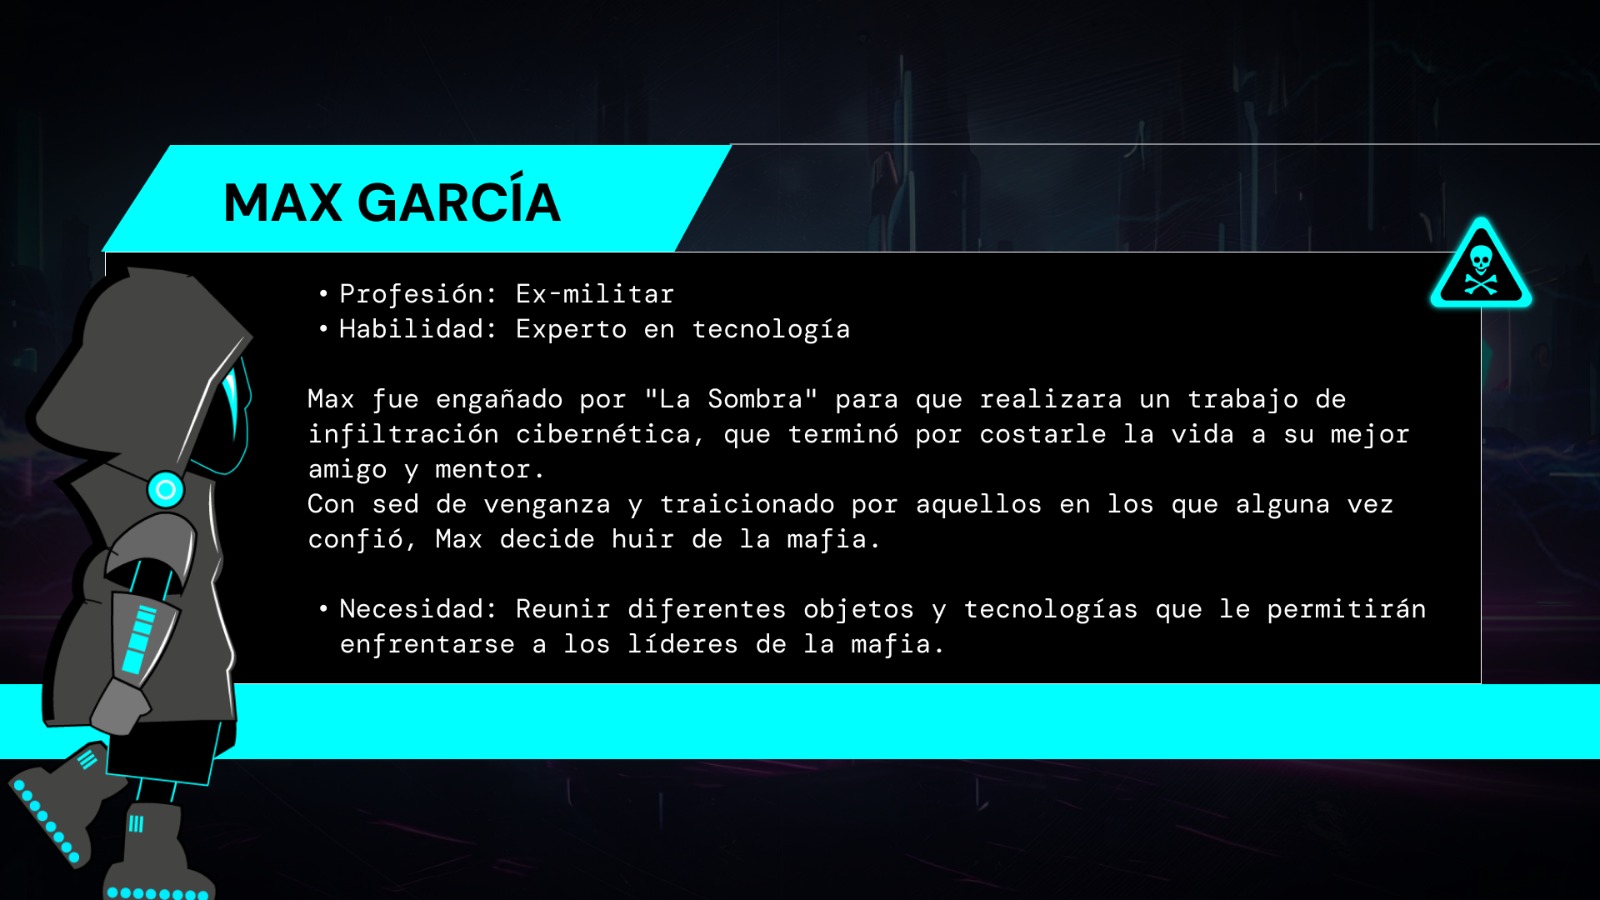 MAX GARCÍA
• Profesión: Ex-militar
• Habilidad: Experto en tecnología
Max fue engañado por "La Sombra" para que realizara un trabajo de
infiltración cibernética, que terminó por costarle la vida a su mejor
amigo y mentor.
Con sed de venganza y traicionado por aquellos en los que alguna vez
confió, Max decide huir de la mafia.
• Necesidad: Reunir diferentes objetos y tecnologías que le permitirán
enfrentarse a los líderes de la mafia.